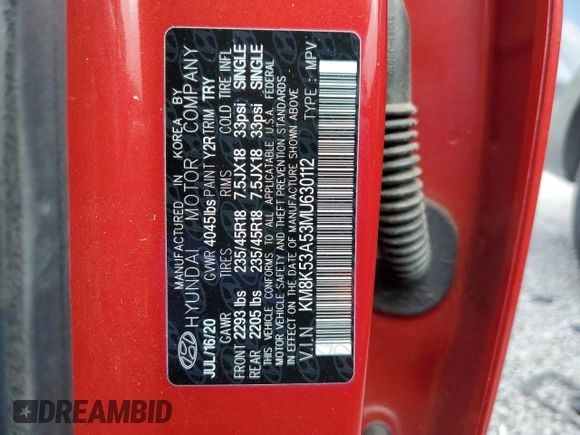 MANUFACTURED IN KOREA BY
HYUNDAI MOTOR COMPANY
JUL/16/20 GVWR 4045lbs PAINT Y2R TRIM TRY
GAWR TIRES RIMS COLD TIRE INFL
FRONT 2293 lbs 235/45R18 7.5JX18 33psi SINGLE
REAR 2205 lbs 235/45R18 7.5JX18 33psi SINGLE
THIS VEHICLE CONFORMS TO ALL APPLICABLE U.S.A. FEDERAL
MOTOR VEHICLE SAFETY AND THEFT PREVENTION STANDARDS
IN EFFECT ON THE DATE OF MANUFACTURE SHOWN ABOVE
V.I.N KM8K53A53MU630112 TYPE : MPV
DREAMBID